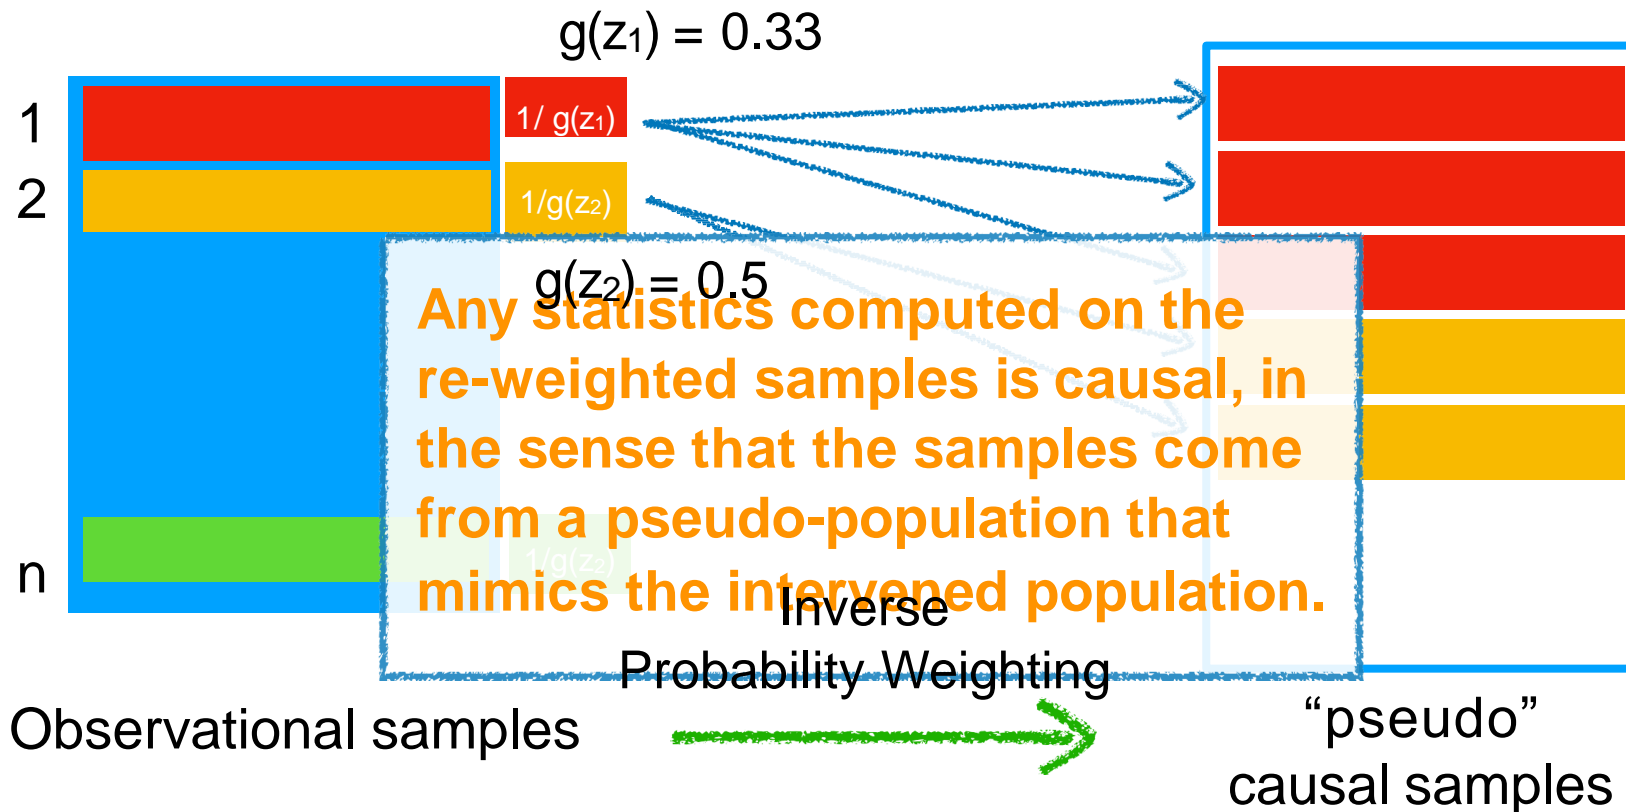 g(z₁) = 0.33
1
1/ g(z₁)
2
1/g(z₂)
g(z₂) = 0.5
Any statistics computed on the
re-weighted samples is causal, in
the sense that the samples come
from a pseudo-population that
mimics the intervened population.
n
1/g(z₂)
Inverse
Probability Weighting
Observational samples
“pseudo”
causal samples